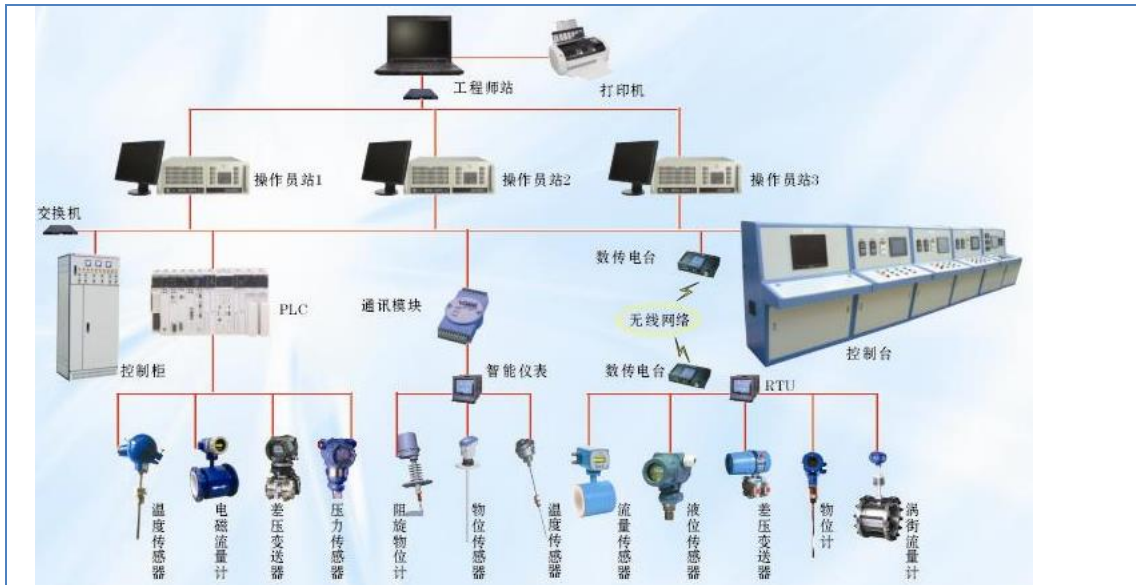 工程师站
打印机
操作员站1
操作员站2
操作员站3
交换机
数传电台
PLC
通讯模块
无线网络
控制台
控制柜
智能仪表
数传电台
RTU
温度传感器
电磁流量计
差压变送器
压力传感器
阻旋物位计
物位传感器
温度传感器
流量传感器
液位传感器
差压变送器
物位计
涡街流量计